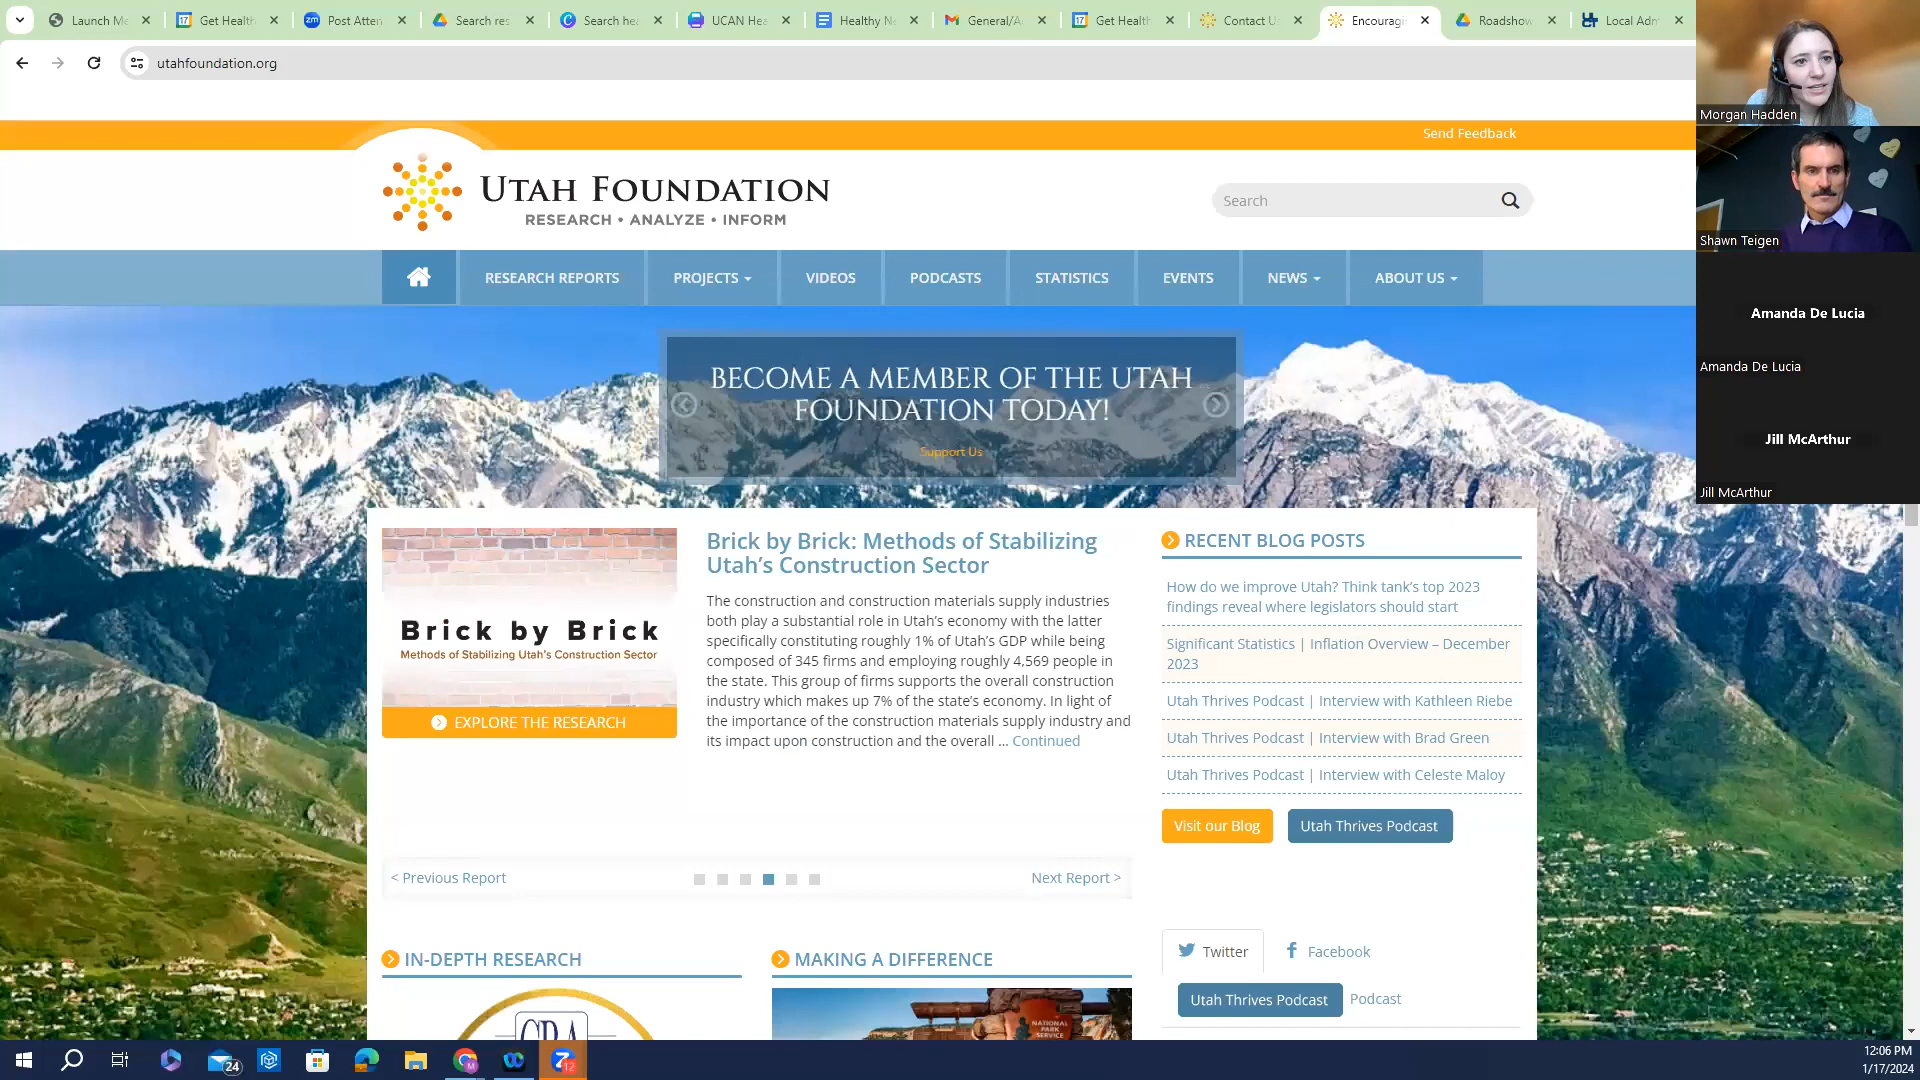 Launch Me
Get Health
Post Atten
Search res
Search hea
UCAN Hea
Healthy Ne
General/A
Get Health
Contact U
Encouragi
Roadshow
Local Adm
utahfoundation.org
Send Feedback
UTAH FOUNDATION
RESEARCH • ANALYZE • INFORM
Search
RESEARCH REPORTS
PROJECTS
VIDEOS
PODCASTS
STATISTICS
EVENTS
NEWS
ABOUT US
BECOME A MEMBER OF THE UTAH
FOUNDATION TODAY!
Support Us
Brick by Brick
Methods of Stabilizing Utah's Construction Sector
EXPLORE THE RESEARCH
Brick by Brick: Methods of Stabilizing
Utah’s Construction Sector
The construction and construction materials supply industries
both play a substantial role in Utah’s economy with the latter
specifically constituting roughly 1% of Utah’s GDP while being
composed of 345 firms and employing roughly 4,569 people in
the state. This group of firms supports the overall construction
industry which makes up 7% of the state’s economy. In light of
the importance of the construction materials supply industry and
its impact upon construction and the overall ... Continued
< Previous Report
Next Report >
RECENT BLOG POSTS
How do we improve Utah? Think tank’s top 2023
findings reveal where legislators should start
Significant Statistics | Inflation Overview – December
2023
Utah Thrives Podcast | Interview with Kathleen Riebe
Utah Thrives Podcast | Interview with Brad Green
Utah Thrives Podcast | Interview with Celeste Maloy
Visit our Blog
Utah Thrives Podcast
Twitter
Facebook
Utah Thrives Podcast
Podcast
IN-DEPTH RESEARCH
MAKING A DIFFERENCE
NATIONAL
PARK
SERVICE
Morgan Hadden
Shawn Teigen
Amanda De Lucia
Amanda De Lucia
Jill McArthur
Jill McArthur
24
12
12:06 PM
1/17/2024